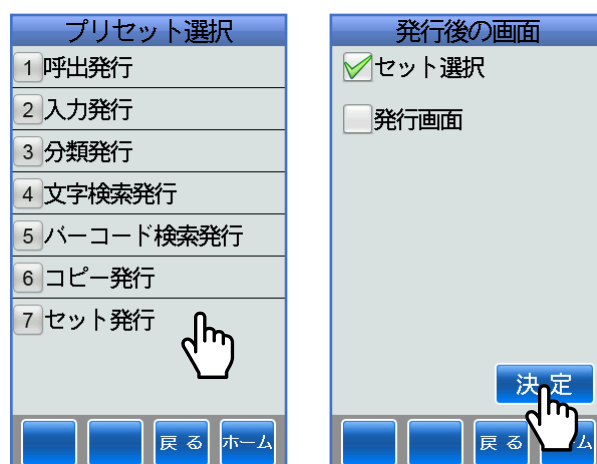 プリセット選択
1 呼出発行
2 入力発行
3 分類発行
4 文字検索発行
5 バーコード検索発行
6 コピー発行
7 セット発行
戻る ホーム
発行後の画面
セット選択
発行画面
決定
戻る ム